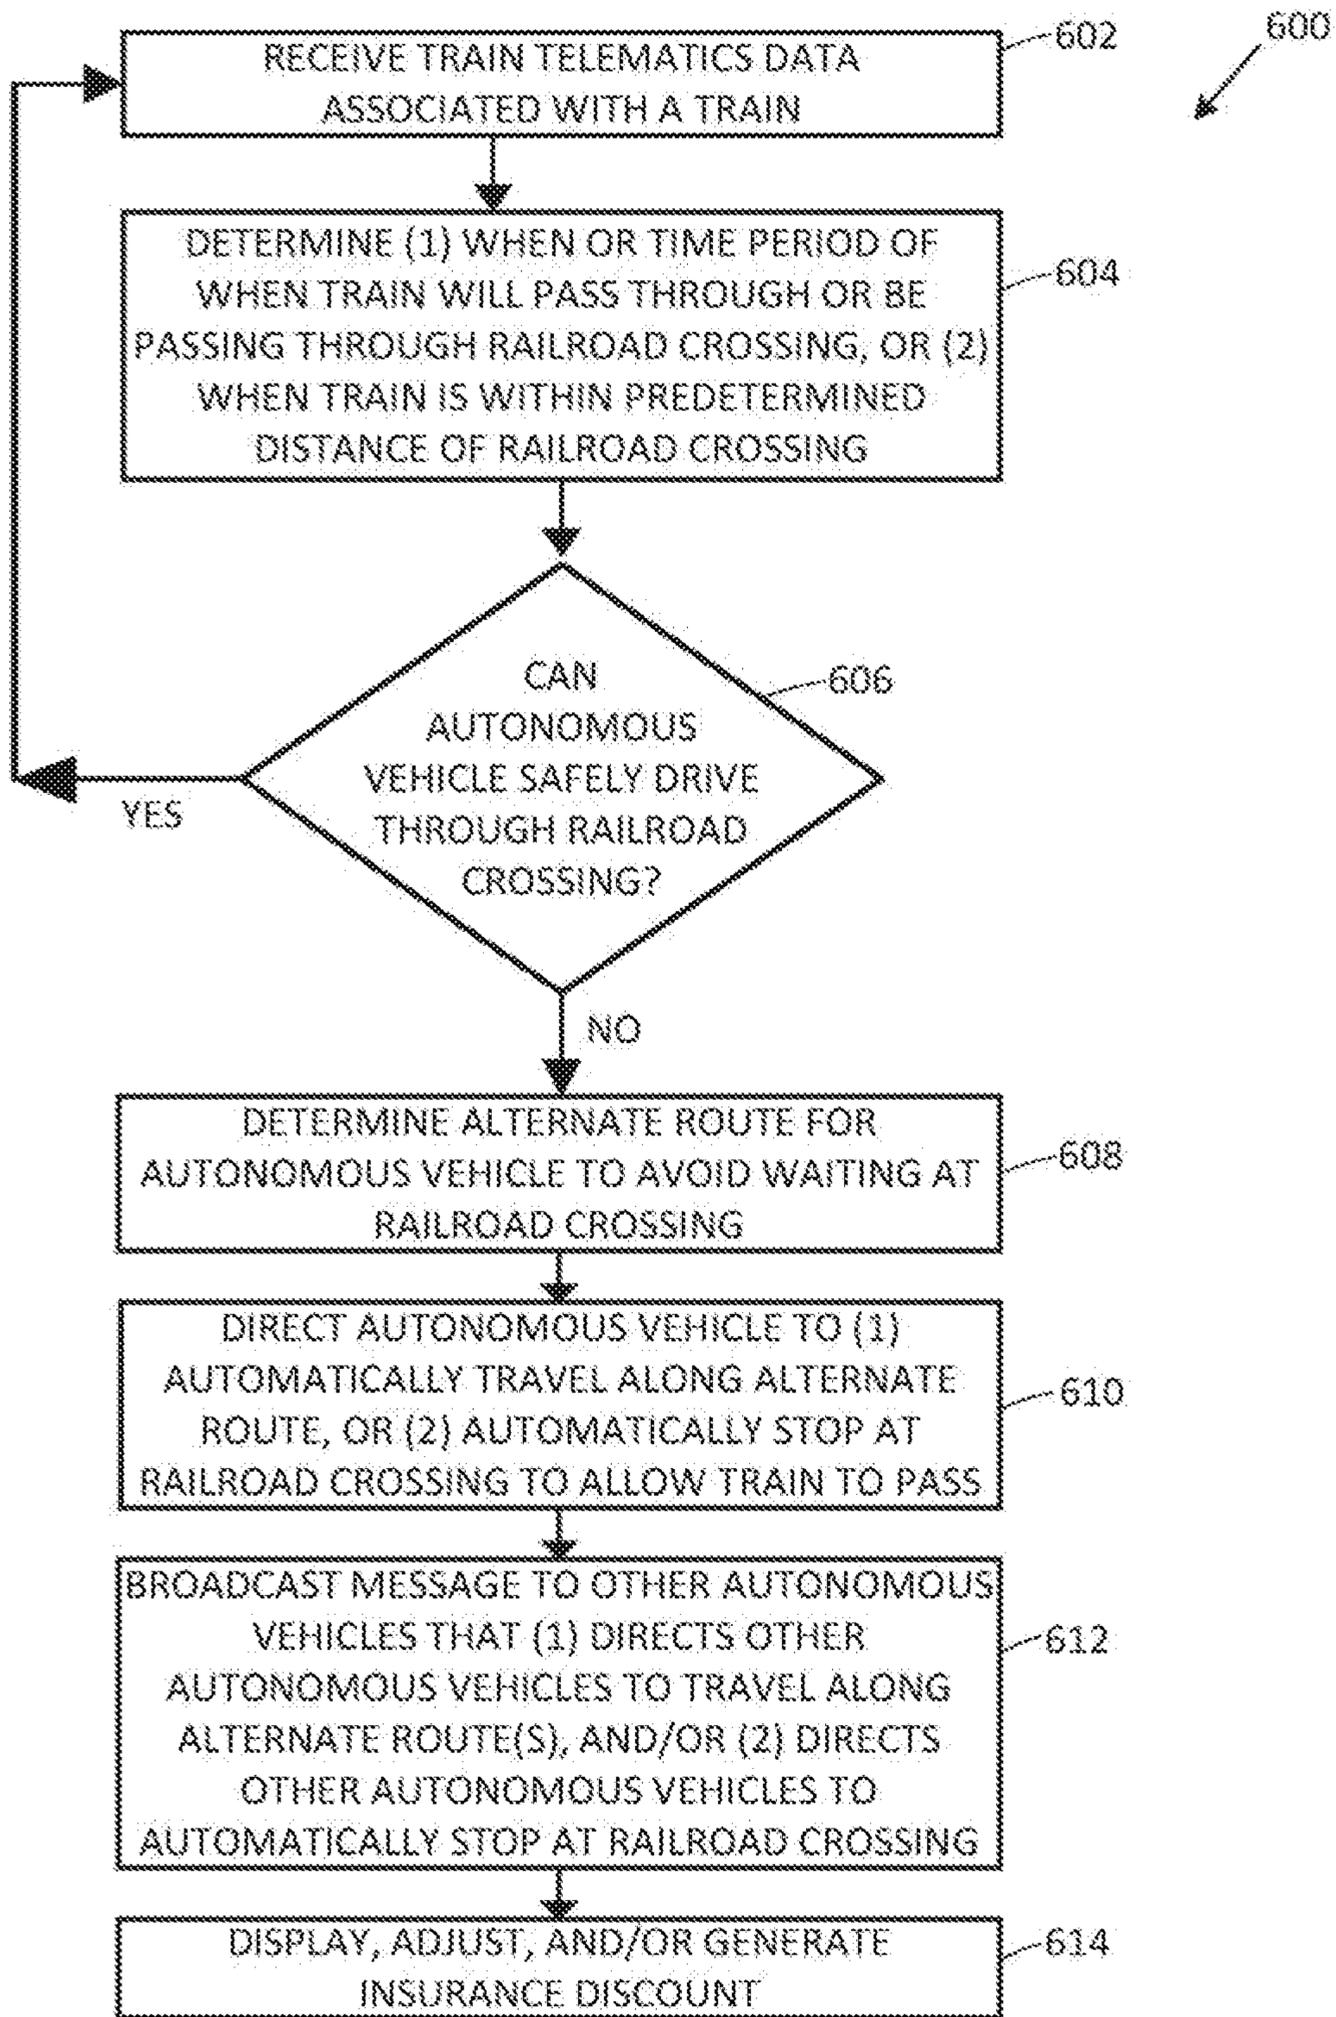 600
RECEIVE TRAIN TELEMATICS DATA
ASSOCIATED WITH A TRAIN
602
DETERMINE (1) WHEN OR TIME PERIOD OF
WHEN TRAIN WILL PASS THROUGH OR BE
PASSING THROUGH RAILROAD CROSSING, OR (2)
WHEN TRAIN IS WITHIN PREDETERMINED
DISTANCE OF RAILROAD CROSSING
604
CAN
AUTONOMOUS
VEHICLE SAFELY DRIVE
THROUGH RAILROAD
CROSSING?
606
YES
NO
DETERMINE ALTERNATE ROUTE FOR
AUTONOMOUS VEHICLE TO AVOID WAITING AT
RAILROAD CROSSING
608
DIRECT AUTONOMOUS VEHICLE TO (1)
AUTOMATICALLY TRAVEL ALONG ALTERNATE
ROUTE, OR (2) AUTOMATICALLY STOP AT
RAILROAD CROSSING TO ALLOW TRAIN TO PASS
610
BROADCAST MESSAGE TO OTHER AUTONOMOUS
VEHICLES THAT (1) DIRECTS OTHER
AUTONOMOUS VEHICLES TO TRAVEL ALONG
ALTERNATE ROUTE(S), AND/OR (2) DIRECTS
OTHER AUTONOMOUS VEHICLES TO
AUTOMATICALLY STOP AT RAILROAD CROSSING
612
DISPLAY, ADJUST, AND/OR GENERATE
INSURANCE DISCOUNT
614